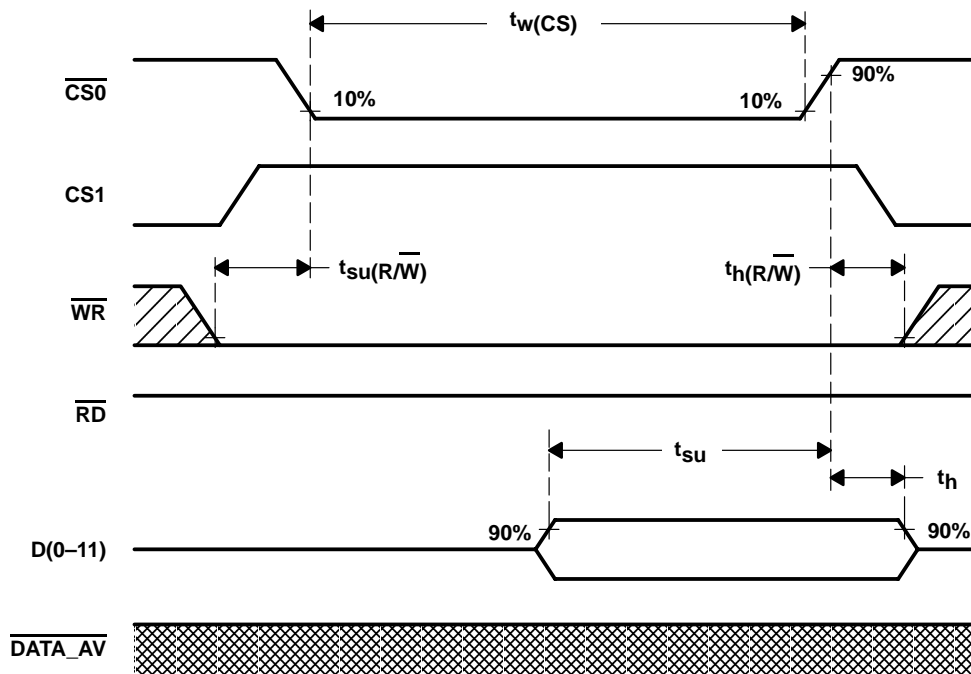 tw(CS)
CS0
10%
10%
90%
CS1
tsu(R/W)
th(R/W)
WR
RD
tsu
th
90%
D(0–11)
90%
DATA_AV